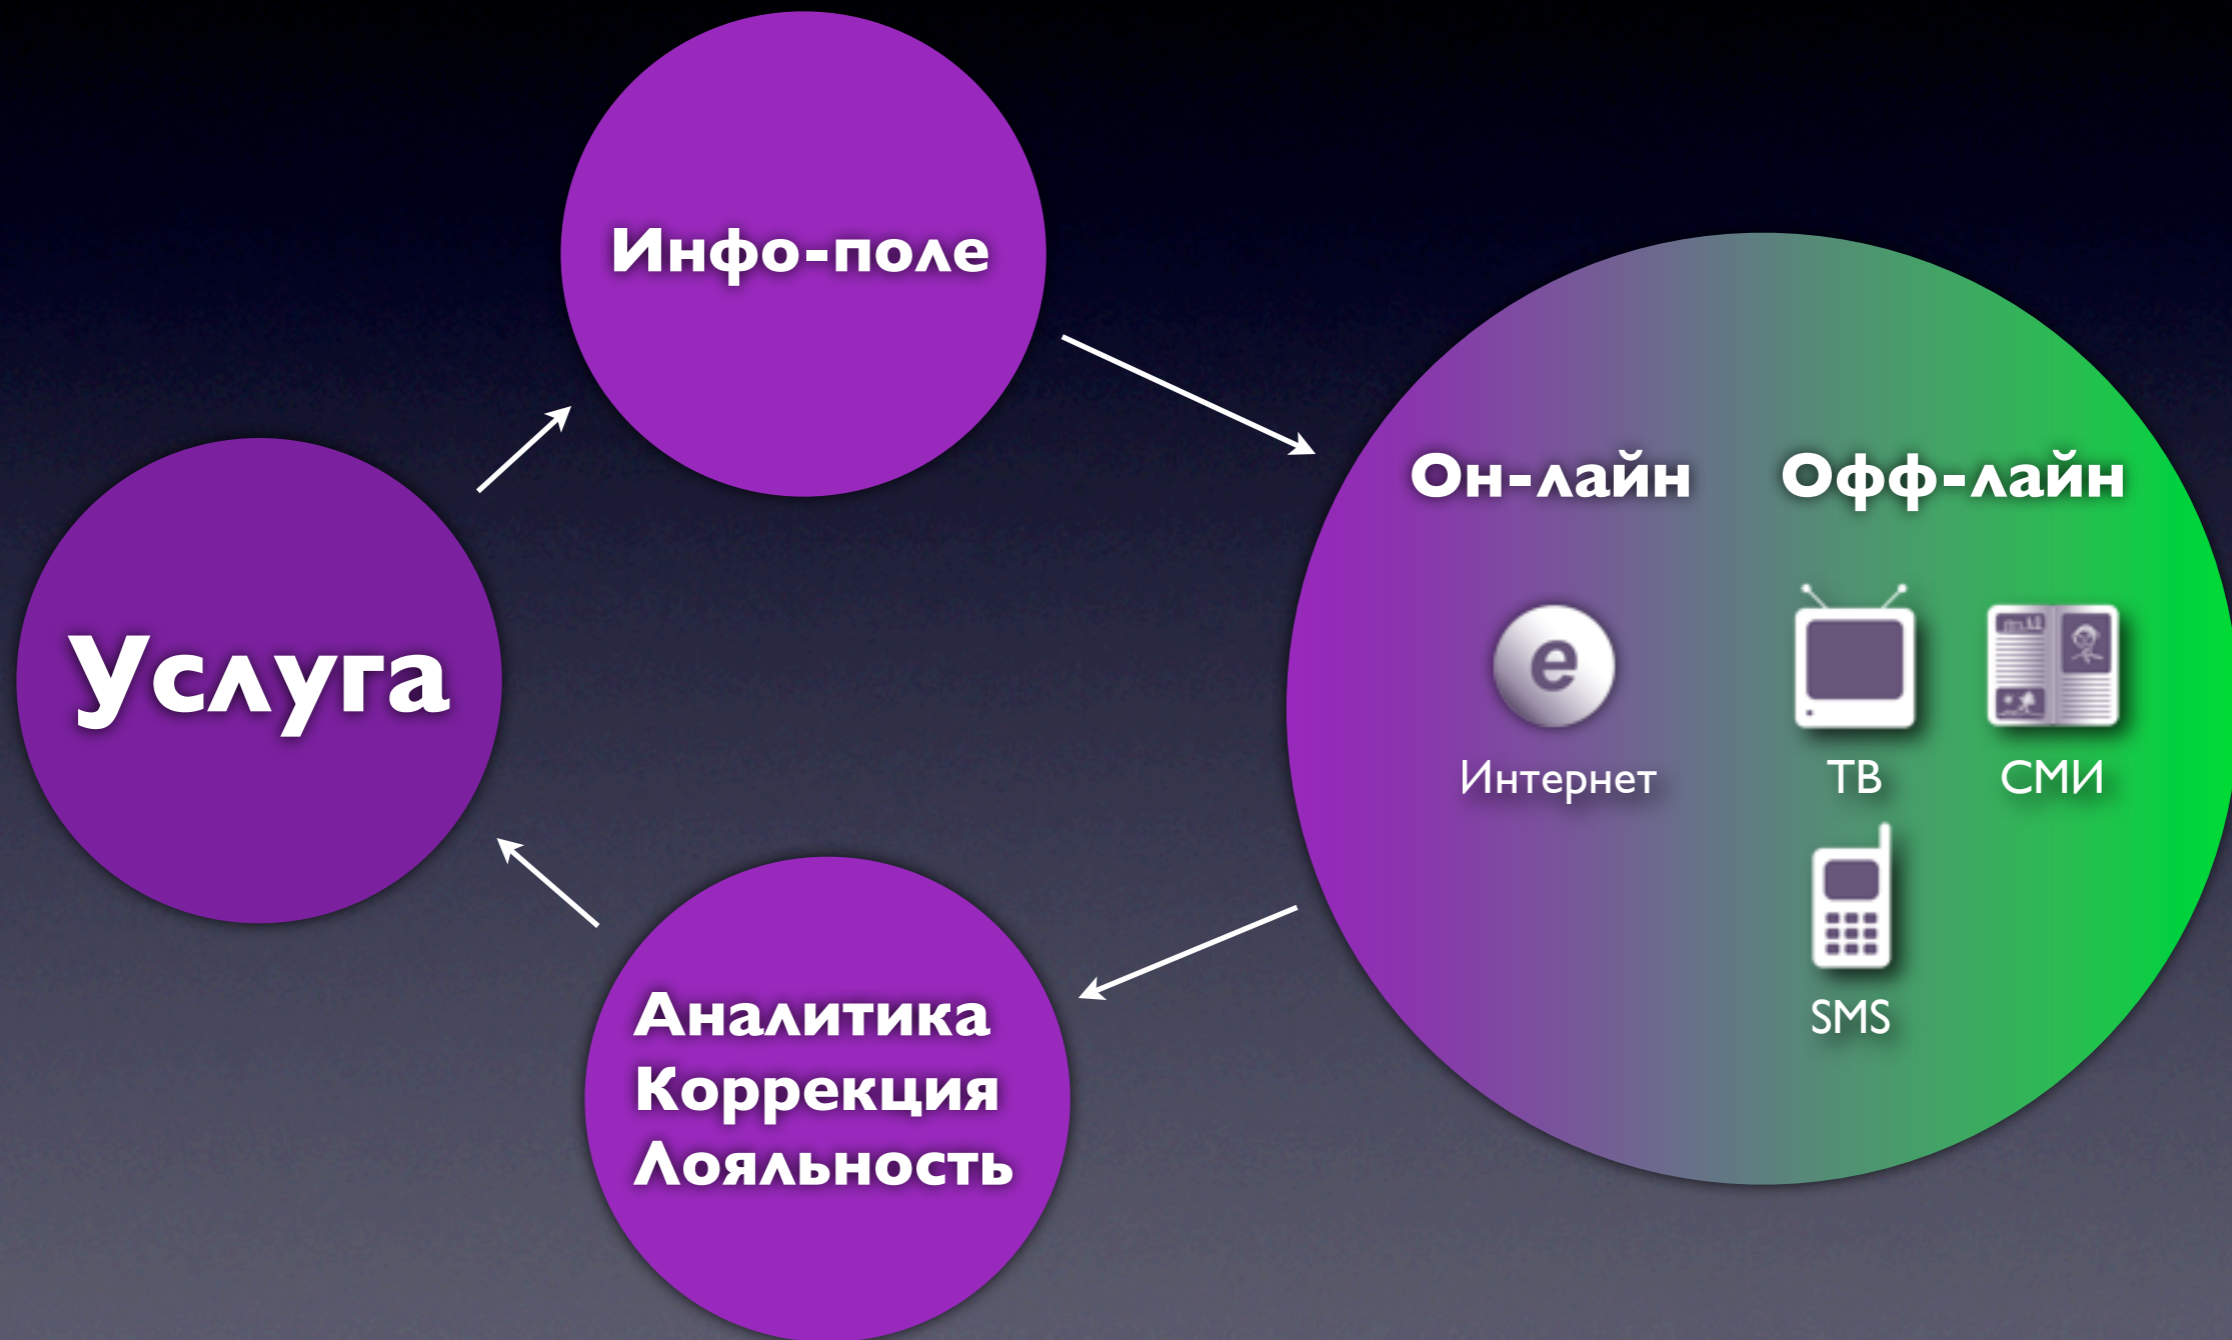 Инфо-поле
Услуга
Он-лайн
Офф-лайн
e
Интернет
ТВ
СМИ
SMS
Аналитика
Коррекция
Лояльность